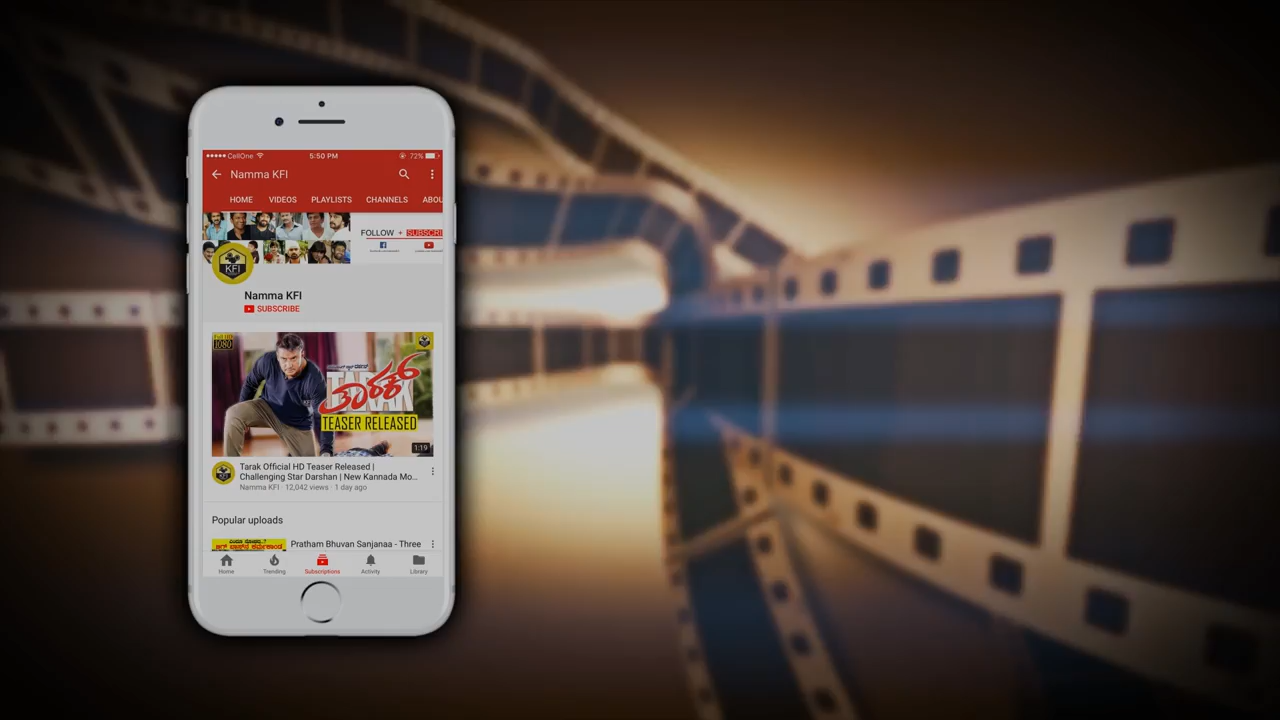 CellOne 5:50 PM 72%
Namma KFI
HOME VIDEOS PLAYLISTS CHANNELS ABOU
FOLLOW + SUBSCRI
KFI
Namma KFI
SUBSCRIBE
1080
TARAK
ತಾರಕ್
TEASER RELEASED
1:19
Tarak Official HD Teaser Released |
Challenging Star Darshan | New Kannada Mo...
Namma KFI · 12,042 views · 1 day ago
Popular uploads
Pratham Bhuvan Sanjanaa - Three
Home Trending Subscriptions Activity Library